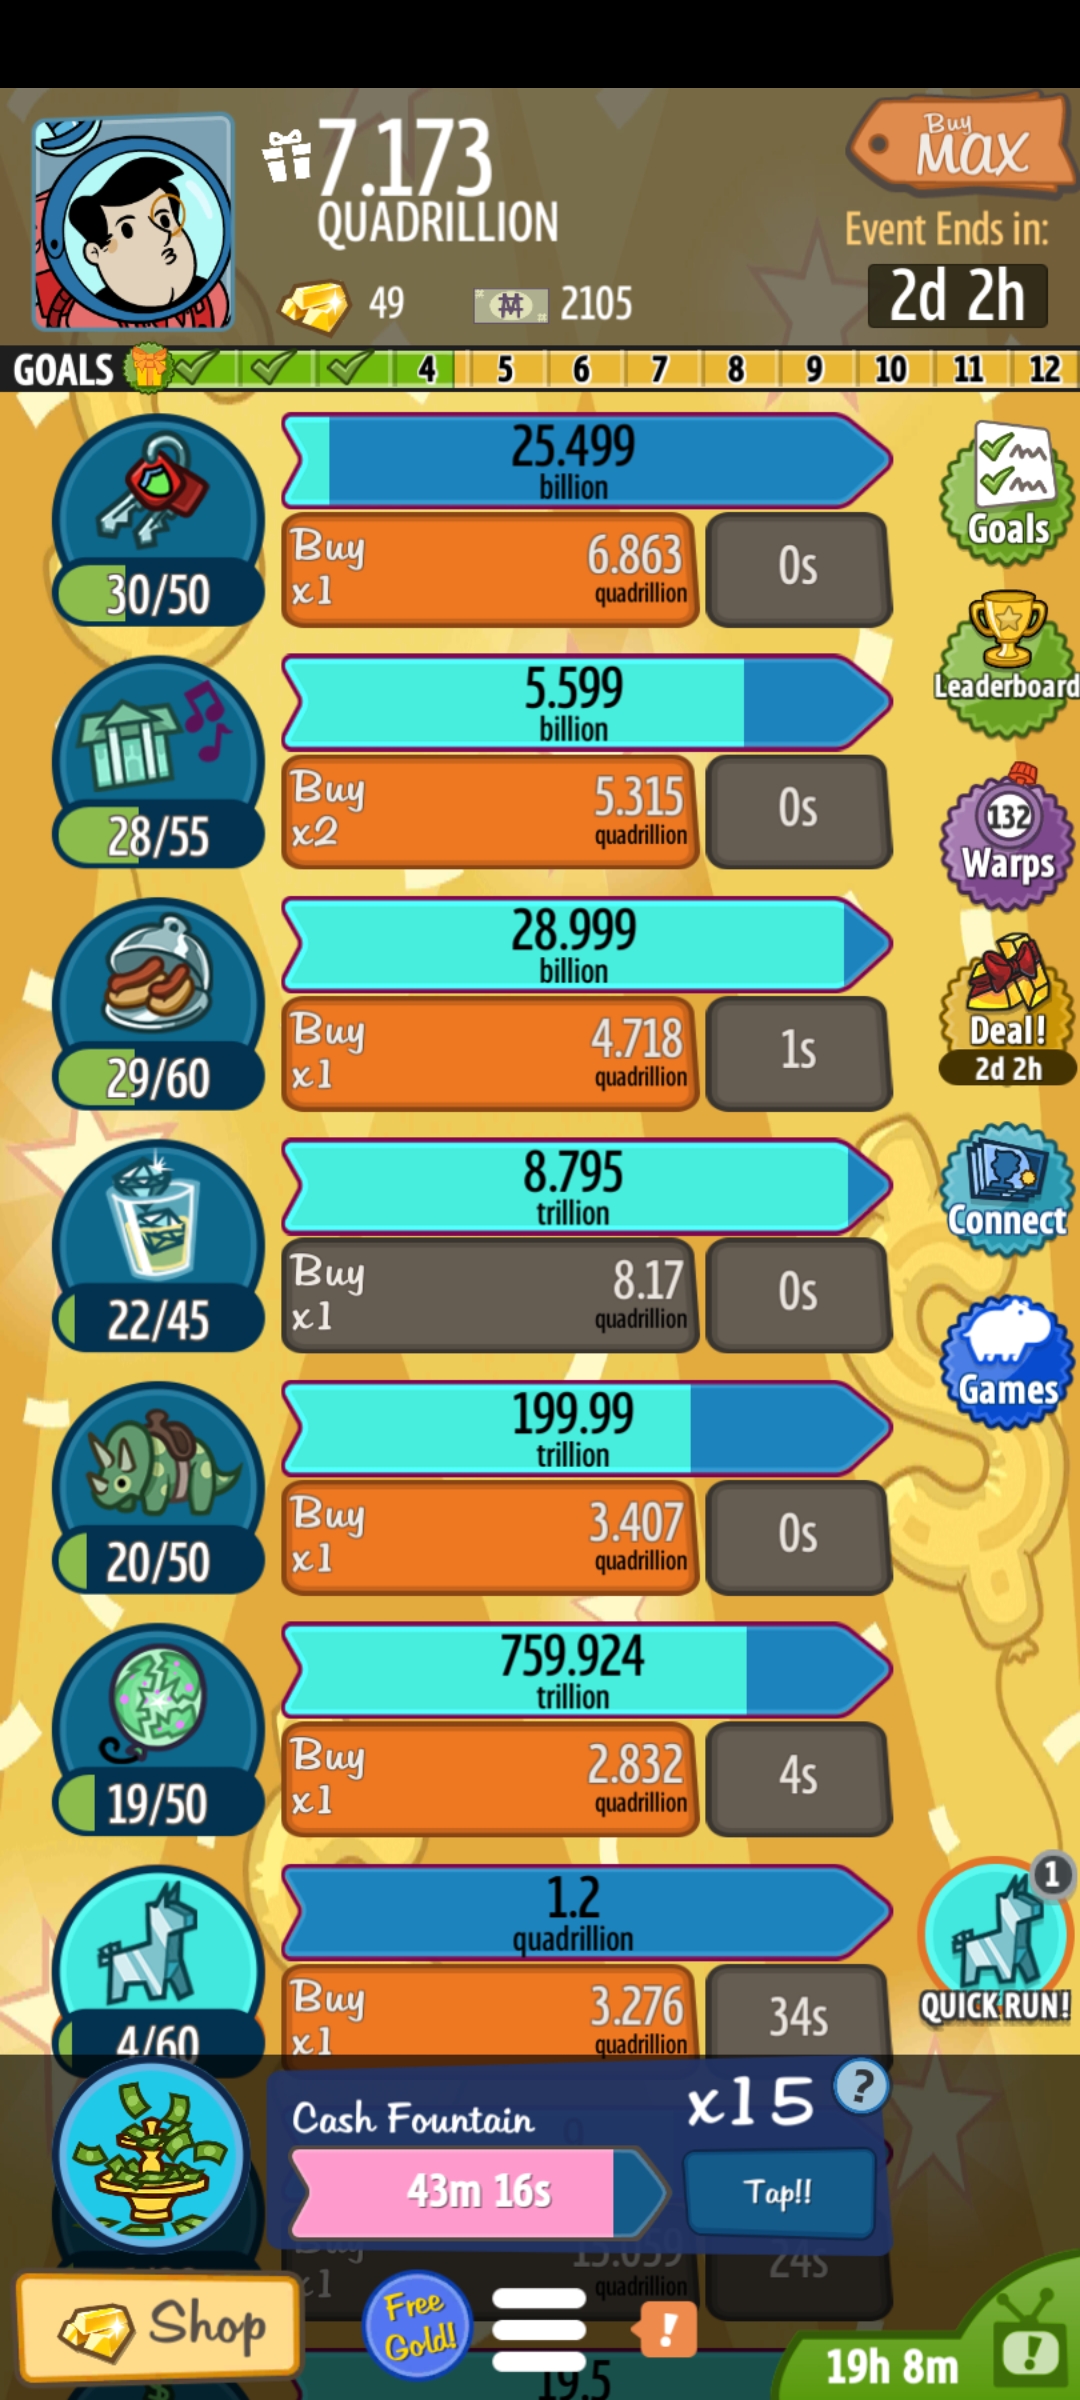 7.173
QUADRILLION
Buy
MAX
Event Ends in:
2d 2h
49
2105
GOALS 4 5 6 7 8 9 10 11 12
25.499
billion
Buy
x1
6.863
quadrillion
0s
30/50
Goals
5.599
billion
Buy
x2
5.315
quadrillion
0s
28/55
Leaderboard
28.999
billion
Buy
x1
4.718
quadrillion
1s
29/60
132
Warps
Deal!
2d 2h
8.795
trillion
Buy
x1
8.17
quadrillion
0s
22/45
Connect
199.99
trillion
Buy
x1
3.407
quadrillion
0s
20/50
Games
759.924
trillion
Buy
x1
2.832
quadrillion
4s
19/50
1.2
quadrillion
Buy
x1
3.276
quadrillion
34s
4/60
1
QUICK RUN!
Cash Fountain
x15
?
43m 16s
Tap!!
x1
quadrillion
24s
Shop
Free
Gold!
!
19h 8m
!
19.5